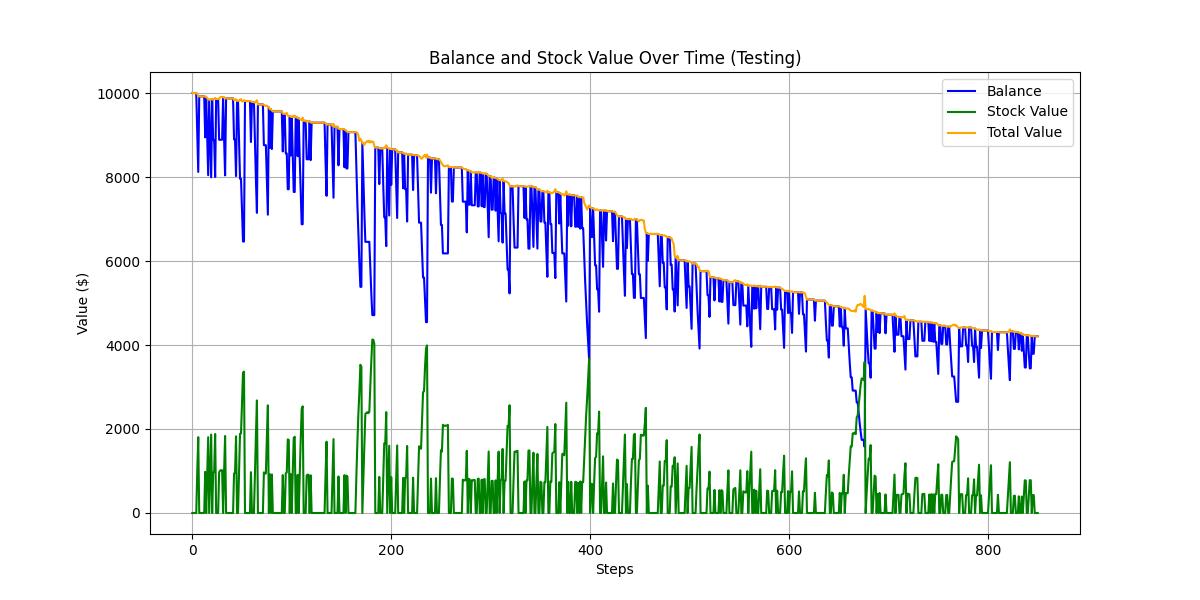 Balance and Stock Value Over Time (Testing)
Balance
Stock Value
Total Value
Value ($)
10000
8000
6000
4000
2000
0
0 200 400 600 800
Steps